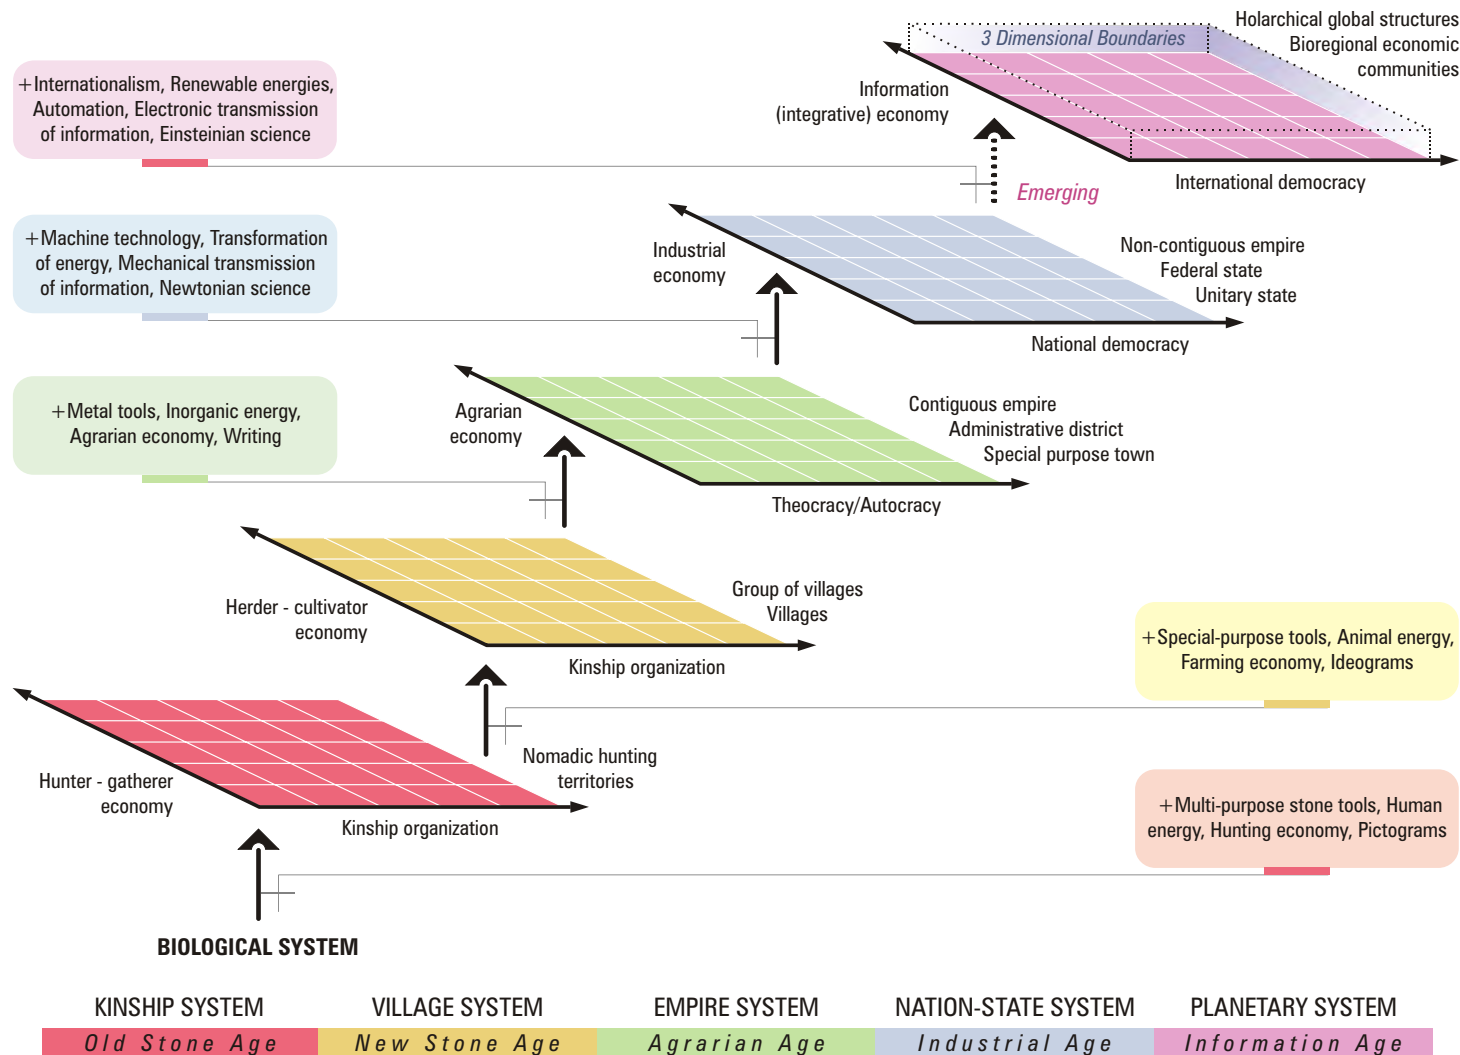 3 Dimensional Boundaries
Holarchical global structures
Bioregional economic
communities
+Internationalism, Renewable energies,
Automation, Electronic transmission
of information, Einsteinian science
Information
(integrative) economy
International democracy
Emerging
+Machine technology, Transformation
of energy, Mechanical transmission
of information, Newtonian science
Industrial
economy
Non-contiguous empire
Federal state
Unitary state
National democracy
+Metal tools, Inorganic energy,
Agrarian economy, Writing
Agrarian
economy
Contiguous empire
Administrative district
Special purpose town
Theocracy/Autocracy
Herder - cultivator
economy
Group of villages
Villages
Kinship organization
+Special-purpose tools, Animal energy,
Farming economy, Ideograms
Hunter - gatherer
economy
Nomadic hunting
territories
Kinship organization
+Multi-purpose stone tools, Human
energy, Hunting economy, Pictograms
BIOLOGICAL SYSTEM
KINSHIP SYSTEM
Old Stone Age
VILLAGE SYSTEM
New Stone Age
EMPIRE SYSTEM
Agrarian Age
NATION-STATE SYSTEM
Industrial Age
PLANETARY SYSTEM
Information Age